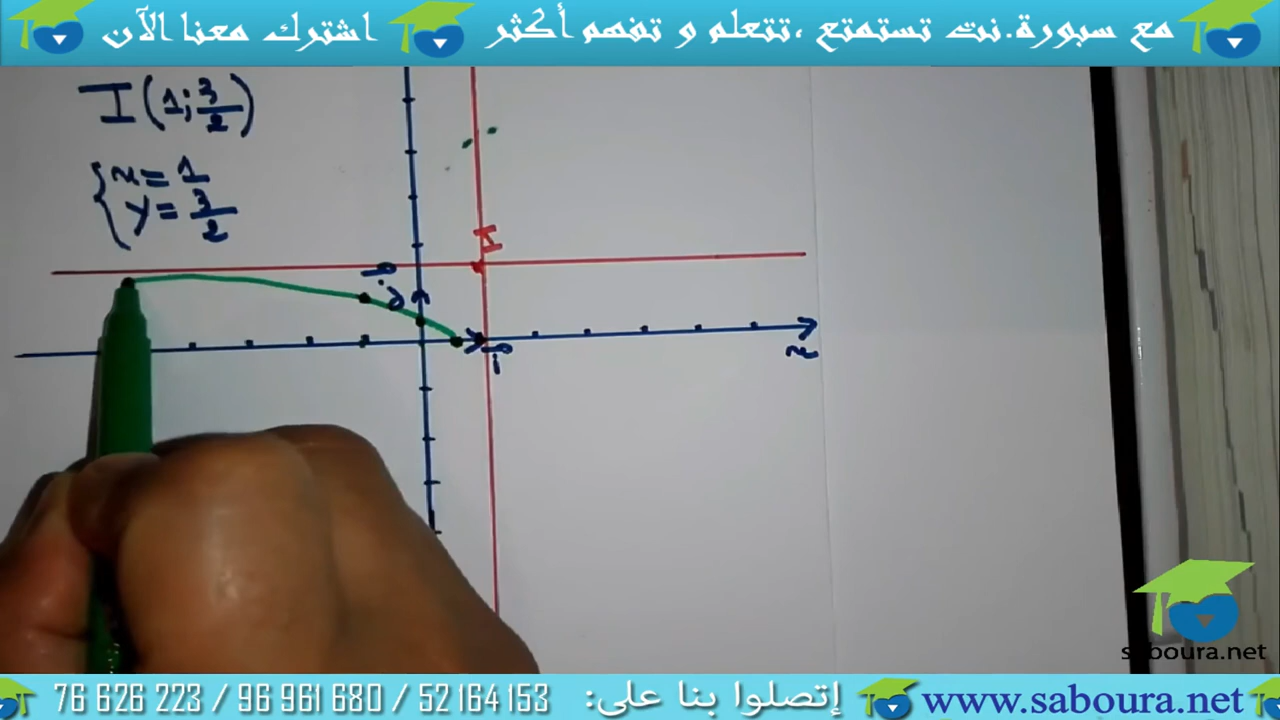 مع سبورة.نت تستمتع ،تتعلم و تفهم أكثر اشترك معنا الآن
I(1;3/2)
{x=1
y=3/2
I
j
i
x
saboura.net
إتصلوا بنا على: 52 164 153 / 96 961 680 / 76 626 223
www.saboura.net